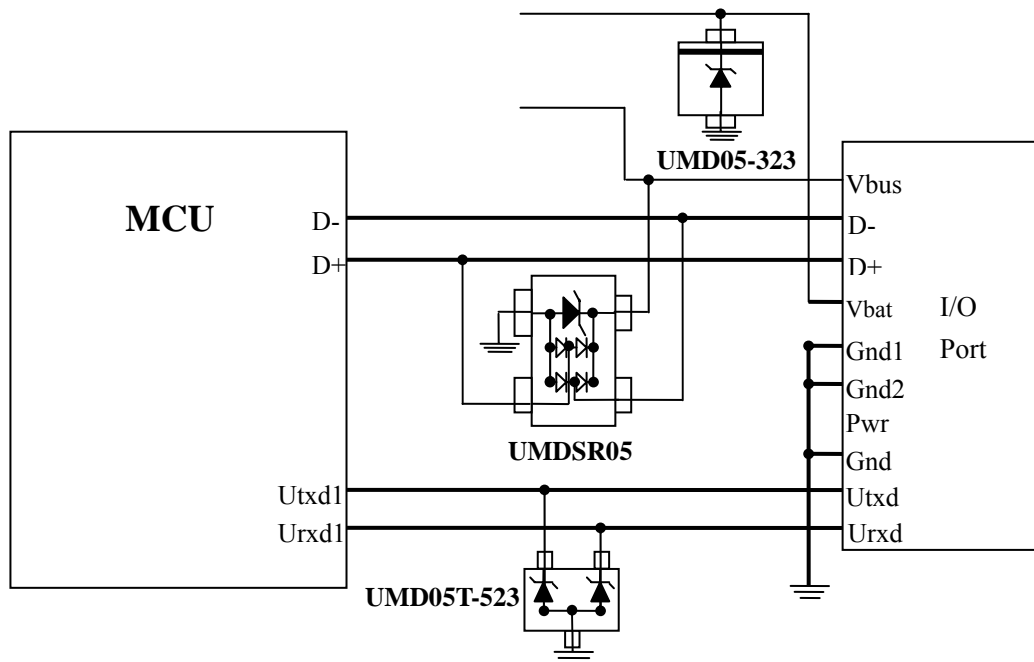 UMD05-323
MCU
D-
D+
Vbus
D-
D+
Vbat
I/O
Gnd1
Port
Gnd2
Pwr
Gnd
UMDSR05
Utxd1
Urxd1
Utxd
Urxd
UMD05T-523